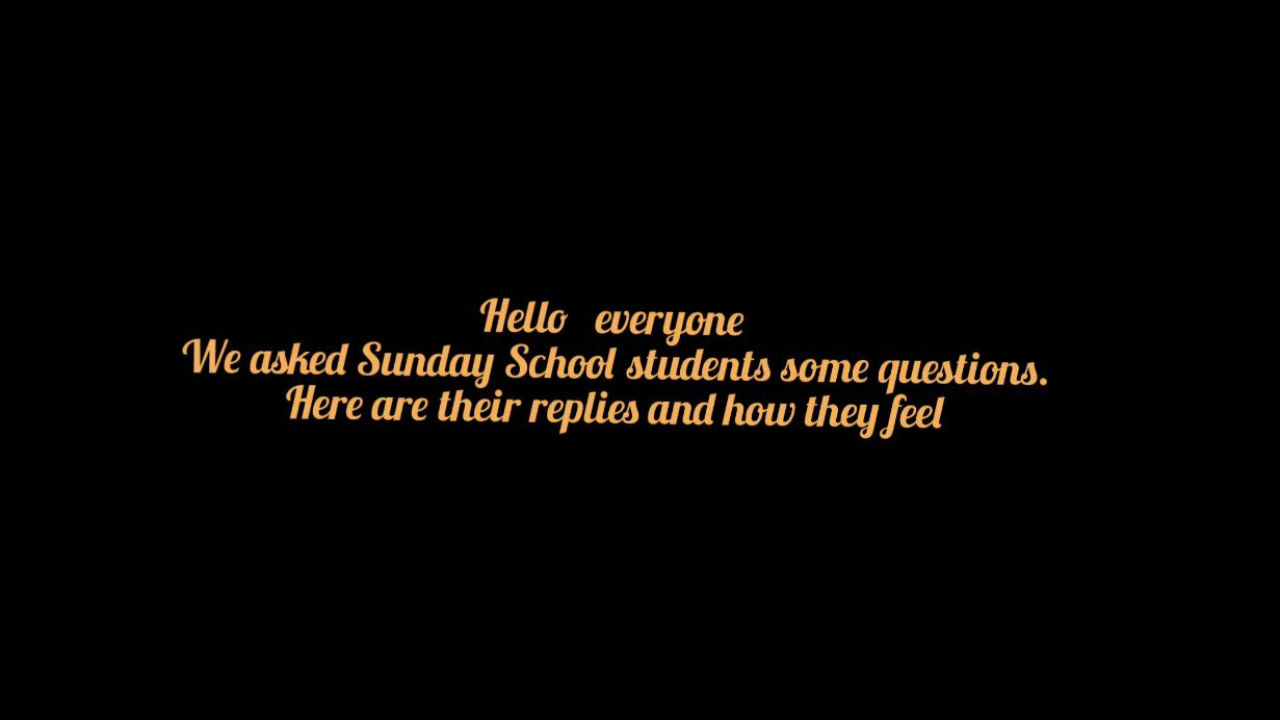 Hello everyone
We asked Sunday School students some questions.
Here are their replies and how they feel